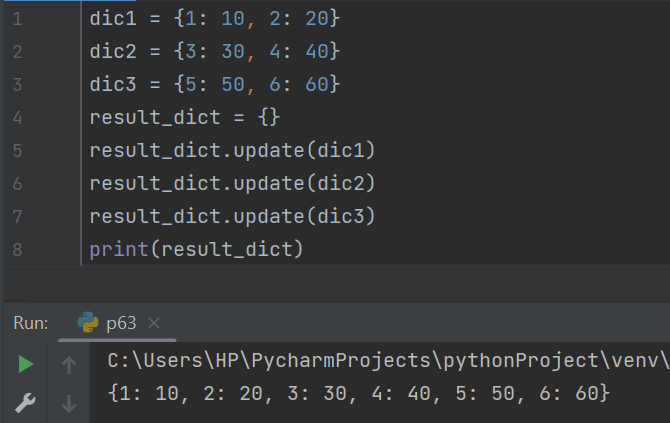 1 dic1 = {1: 10, 2: 20}
2 dic2 = {3: 30, 4: 40}
3 dic3 = {5: 50, 6: 60}
4 result_dict = {}
5 result_dict.update(dic1)
6 result_dict.update(dic2)
7 result_dict.update(dic3)
8 print(result_dict)
Run: p63 ×
C:\Users\HP\PycharmProjects\pythonProject\venv\
{1: 10, 2: 20, 3: 30, 4: 40, 5: 50, 6: 60}